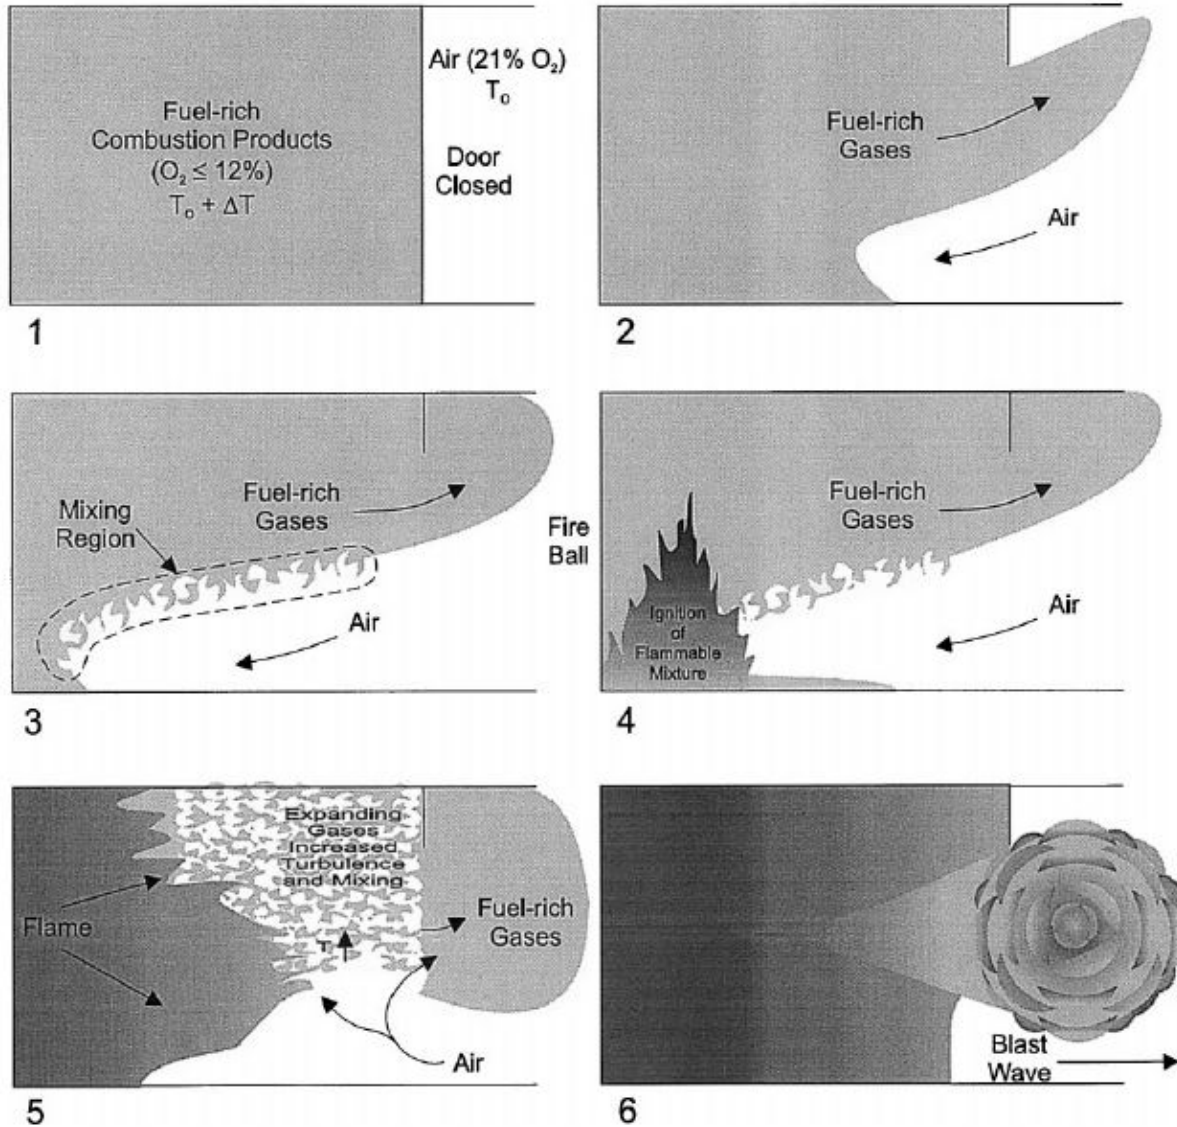 Fuel-rich
Combustion Products
(O₂ ≤ 12%)
T₀ + ΔT
Air (21% O₂)
T₀
Door
Closed
1
Fuel-rich
Gases
Air
2
Mixing
Region
Fuel-rich
Gases
Air
3
Fire
Ball
Fuel-rich
Gases
Ignition
of
Flammable
Mixture
Air
4
Expanding
Gases
Increased
Turbulence
and Mixing
Flame
T
Fuel-rich
Gases
Air
5
Blast
Wave
6